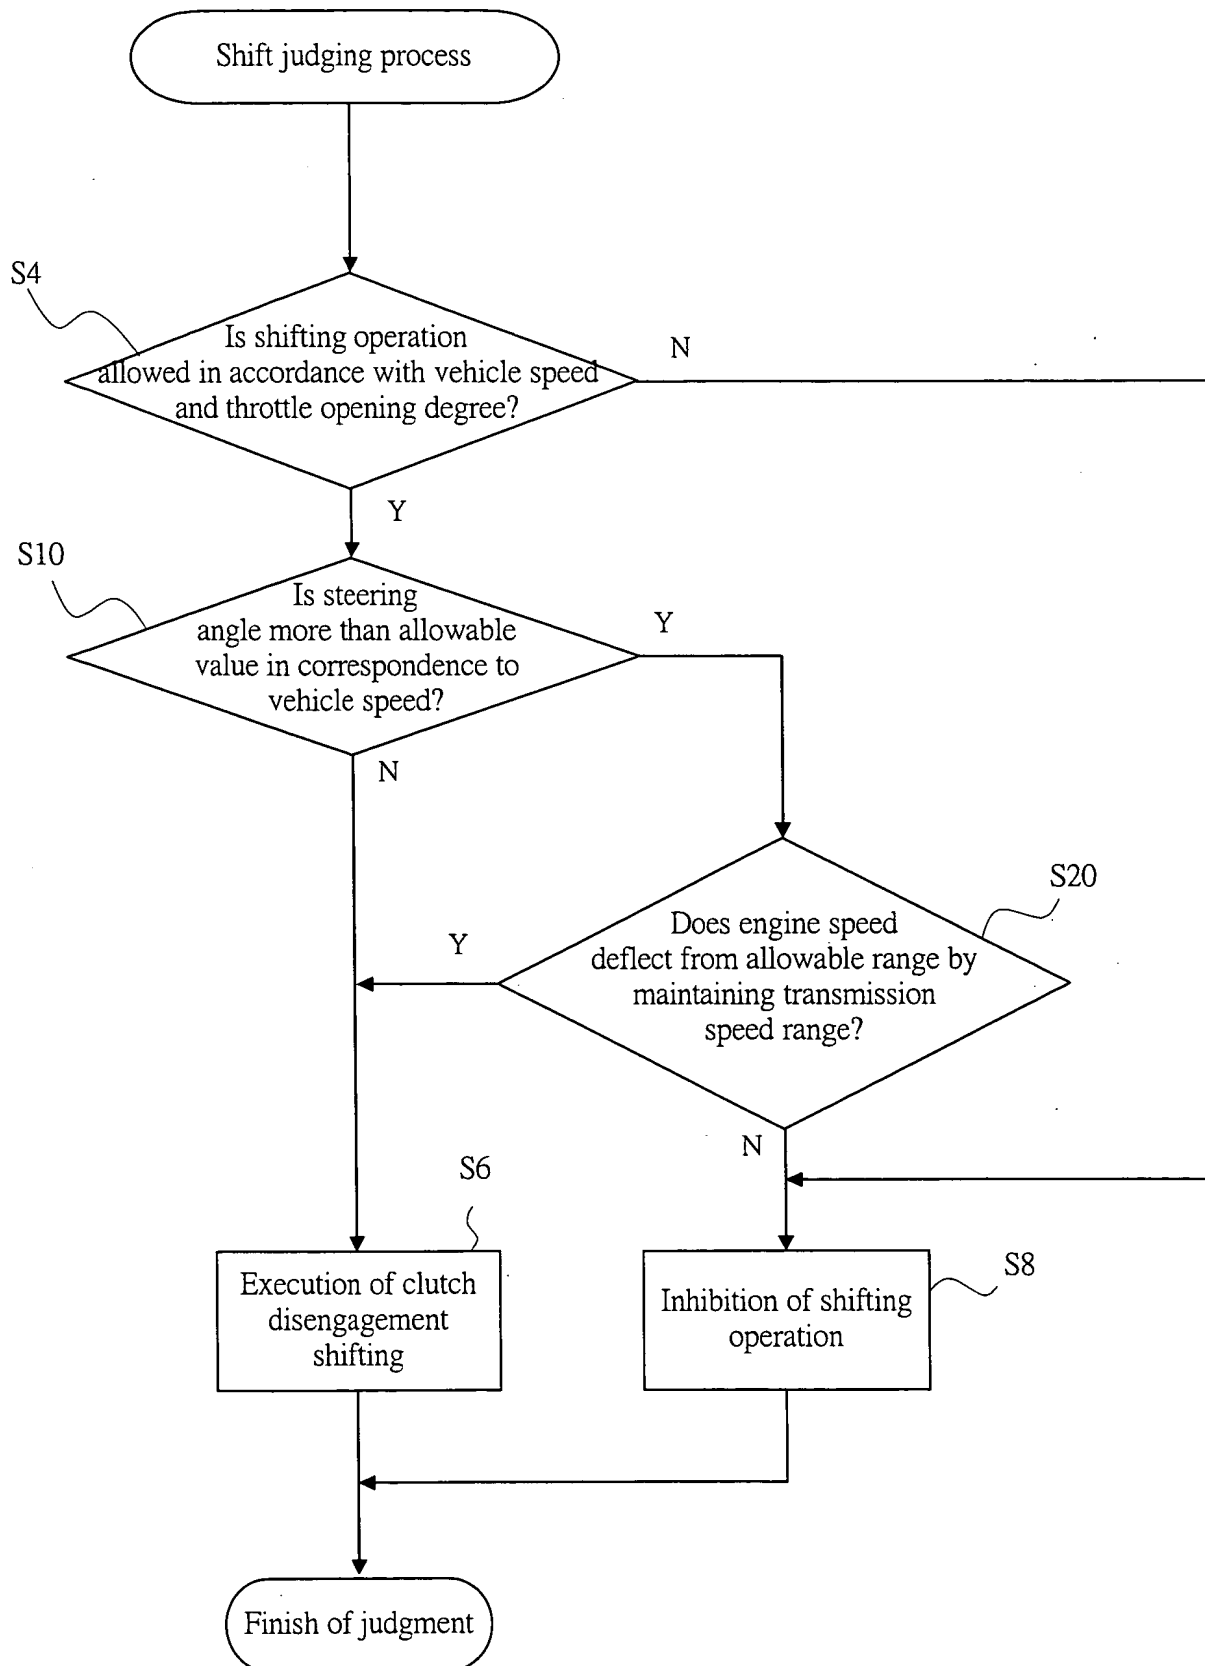 Shift judging process
S4
Is shifting operation
allowed in accordance with vehicle speed
and throttle opening degree?
N
Y
S10
Is steering
angle more than allowable
value in correspondence to
vehicle speed?
Y
N
S20
Does engine speed
deflect from allowable range by
maintaining transmission
speed range?
Y
N
S6
Execution of clutch
disengagement
shifting
S8
Inhibition of shifting
operation
Finish of judgment